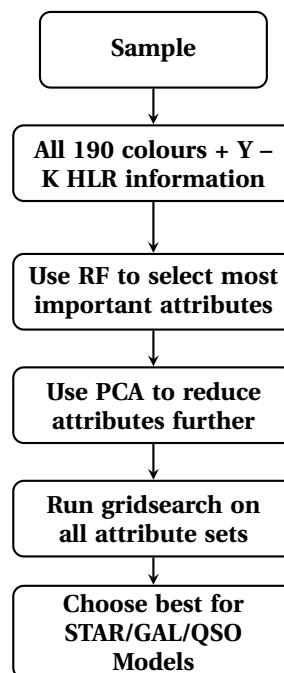 Sample
All 190 colours + Y –
K HLR information
Use RF to select most
important attributes
Use PCA to reduce
attributes further
Run gridsearch on
all attribute sets
Choose best for
STAR/GAL/QSO
Models